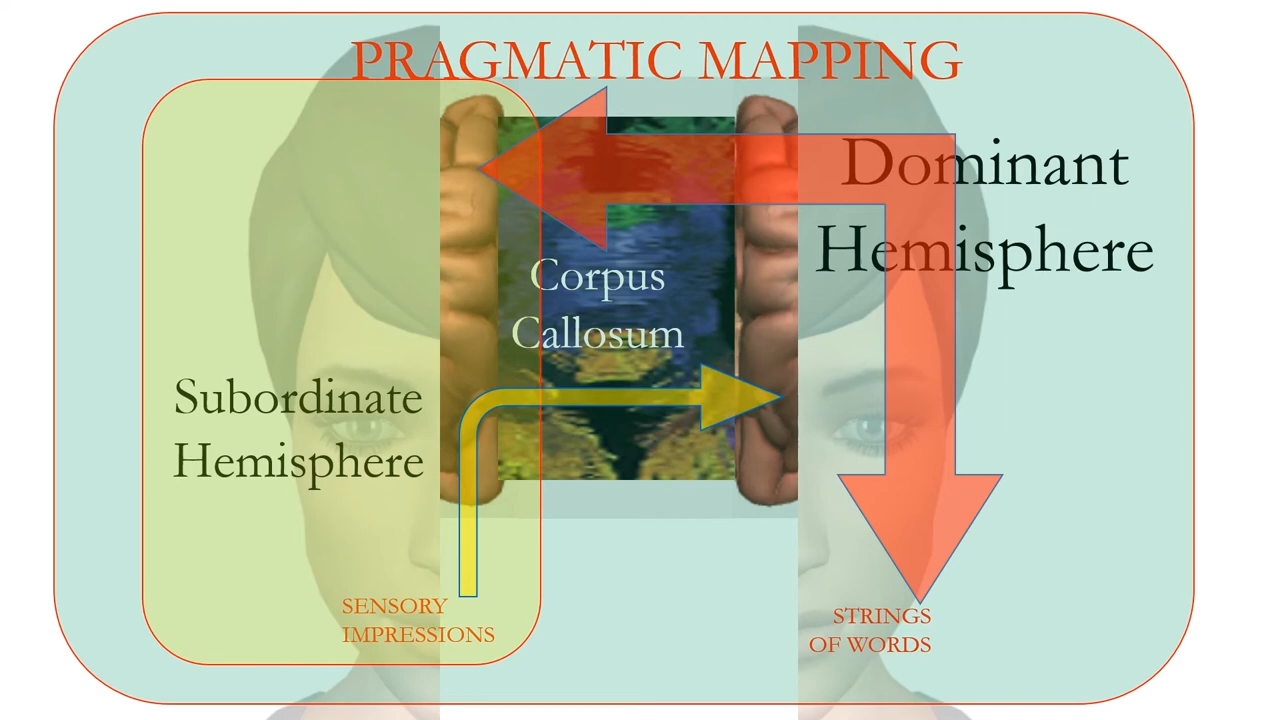 PRAGMATIC MAPPING
Dominant
Hemisphere
Corpus
Callosum
Subordinate
Hemisphere
SENSORY
IMPRESSIONS
STRINGS
OF WORDS